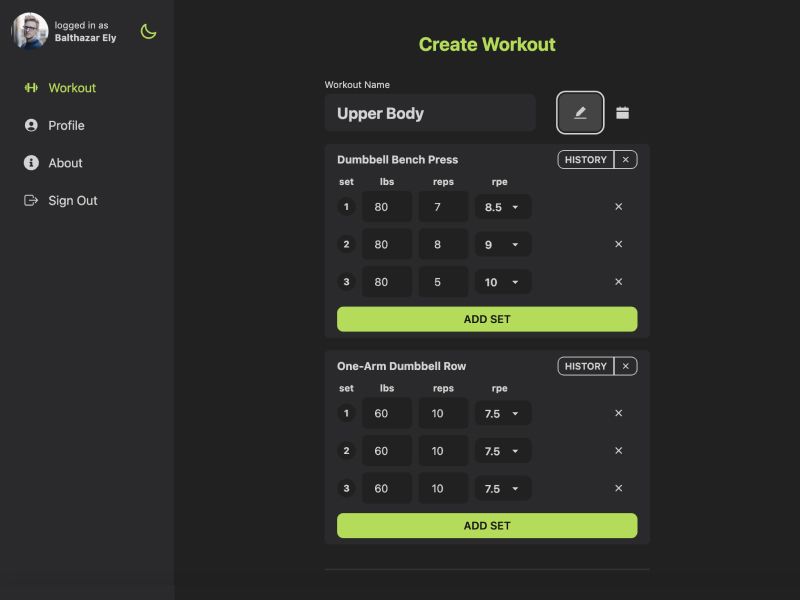 logged in as
Balthazar Ely
Workout
Profile
About
Sign Out
Create Workout
Workout Name
Upper Body
Dumbbell Bench Press HISTORY ×
set lbs reps rpe
1 80 7 8.5 ×
2 80 8 9 ×
3 80 5 10 ×
ADD SET
One-Arm Dumbbell Row HISTORY ×
set lbs reps rpe
1 60 10 7.5 ×
2 60 10 7.5 ×
3 60 10 7.5 ×
ADD SET